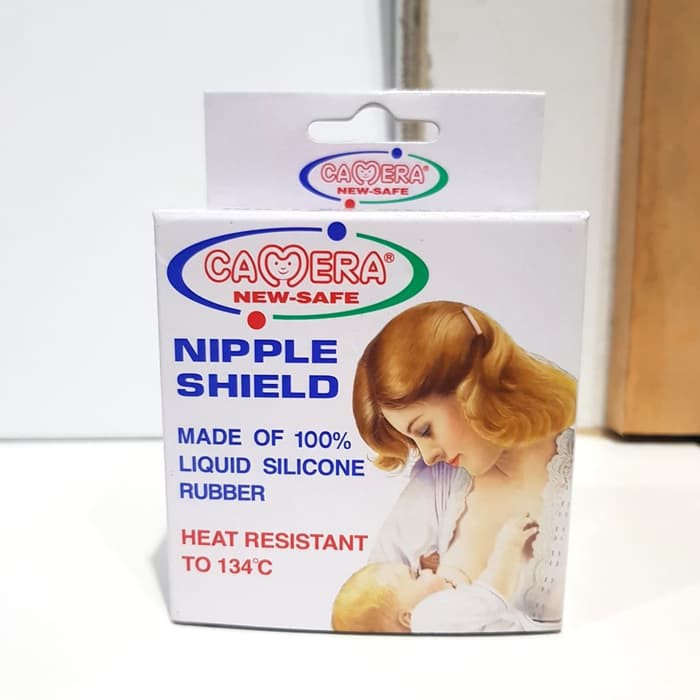 CAMERA®
NEW-SAFE
CAMERA®
NEW-SAFE
NIPPLE
SHIELD
MADE OF 100%
LIQUID SILICONE
RUBBER
HEAT RESISTANT
TO 134°C